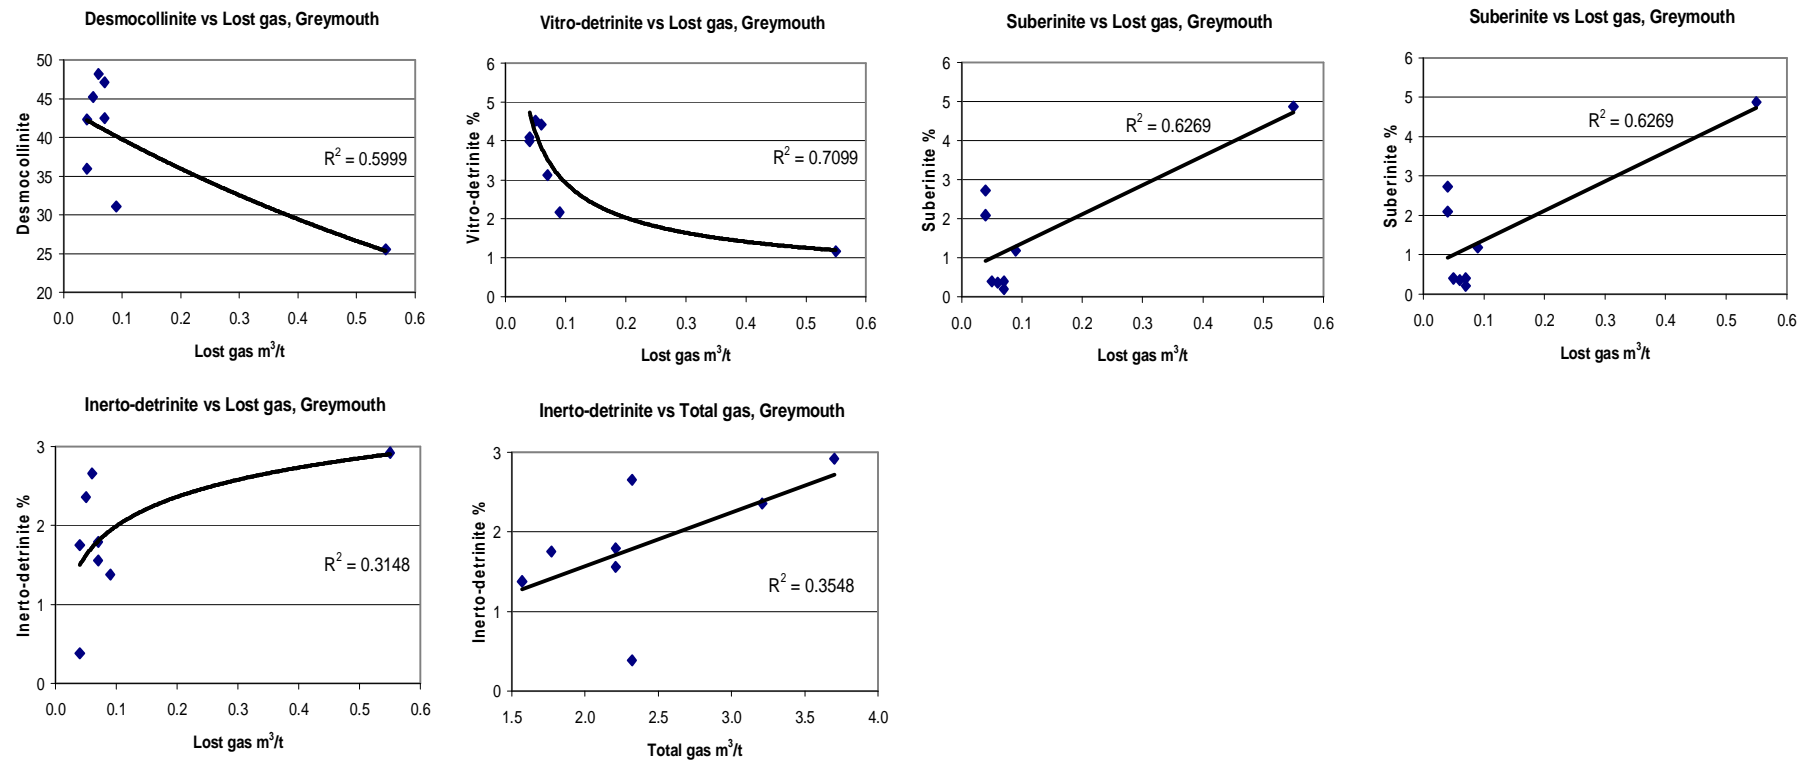 Desmocollinite vs Lost gas, Greymouth
Desmocollinite
50
45
40
35
30
25
20
R² = 0.5999
0.0 0.1 0.2 0.3 0.4 0.5 0.6
Lost gas m³/t
Vitro-detrinite vs Lost gas, Greymouth
Vitro-detrinite %
6
5
4
3
2
1
0
R² = 0.7099
0.0 0.1 0.2 0.3 0.4 0.5 0.6
Lost gas m³/t
Suberinite vs Lost gas, Greymouth
Suberinite %
6
5
4
3
2
1
0
R² = 0.6269
0.0 0.1 0.2 0.3 0.4 0.5 0.6
Lost gas m³/t
Suberinite vs Lost gas, Greymouth
Suberinite %
6
5
4
3
2
1
0
R² = 0.6269
0.0 0.1 0.2 0.3 0.4 0.5 0.6
Lost gas m³/t
Inerto-detrinite vs Lost gas, Greymouth
Inerto-detrinite %
3
2
1
0
R² = 0.3148
0.0 0.1 0.2 0.3 0.4 0.5 0.6
Lost gas m³/t
Inerto-detrinite vs Total gas, Greymouth
Inerto-detrinite %
3
2
1
0
R² = 0.3548
1.5 2.0 2.5 3.0 3.5 4.0
Total gas m³/t